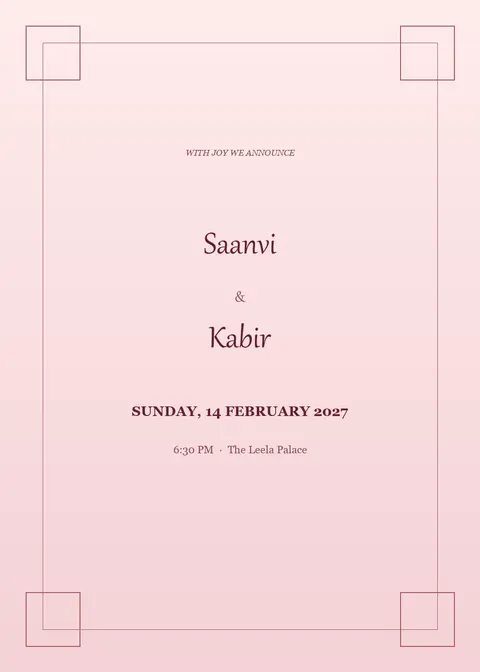 WITH JOY WE ANNOUNCE
Saanvi
&
Kabir
SUNDAY, 14 FEBRUARY 2027
6:30 PM · The Leela Palace